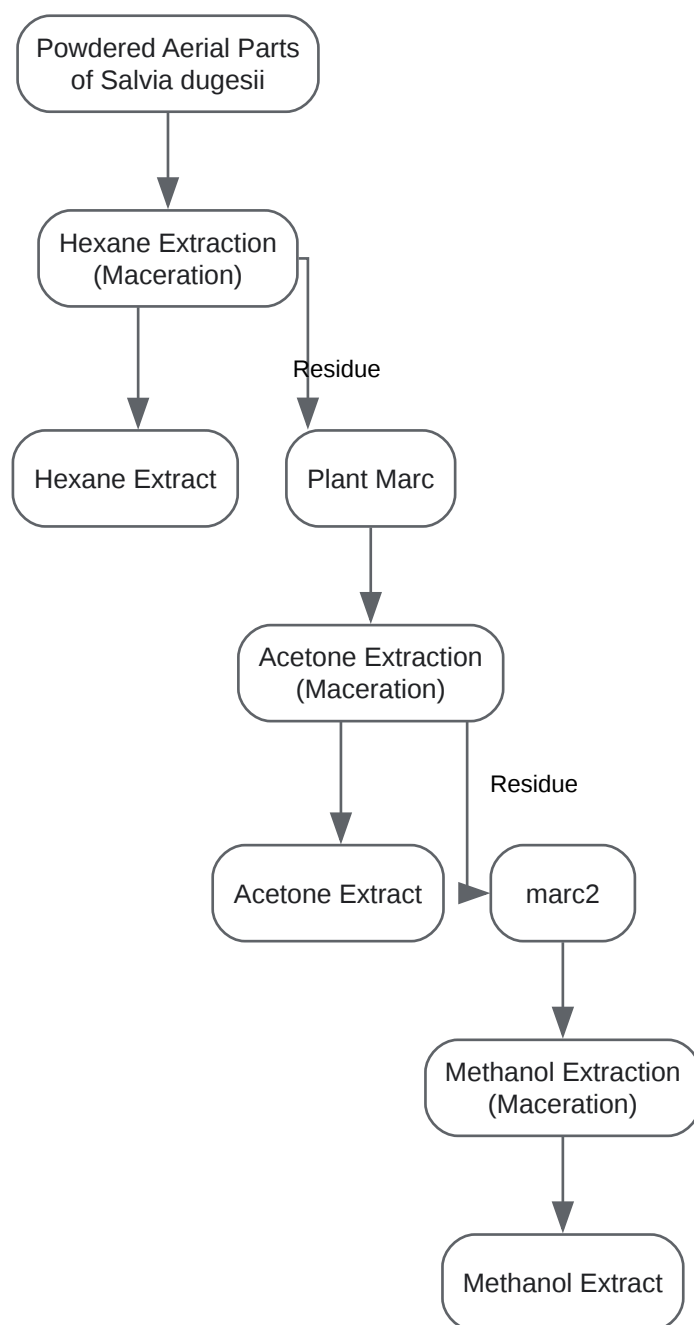 Powdered Aerial Parts
of Salvia dugesii
Hexane Extraction
(Maceration)
Residue
Hexane Extract
Plant Marc
Acetone Extraction
(Maceration)
Residue
Acetone Extract
marc2
Methanol Extraction
(Maceration)
Methanol Extract